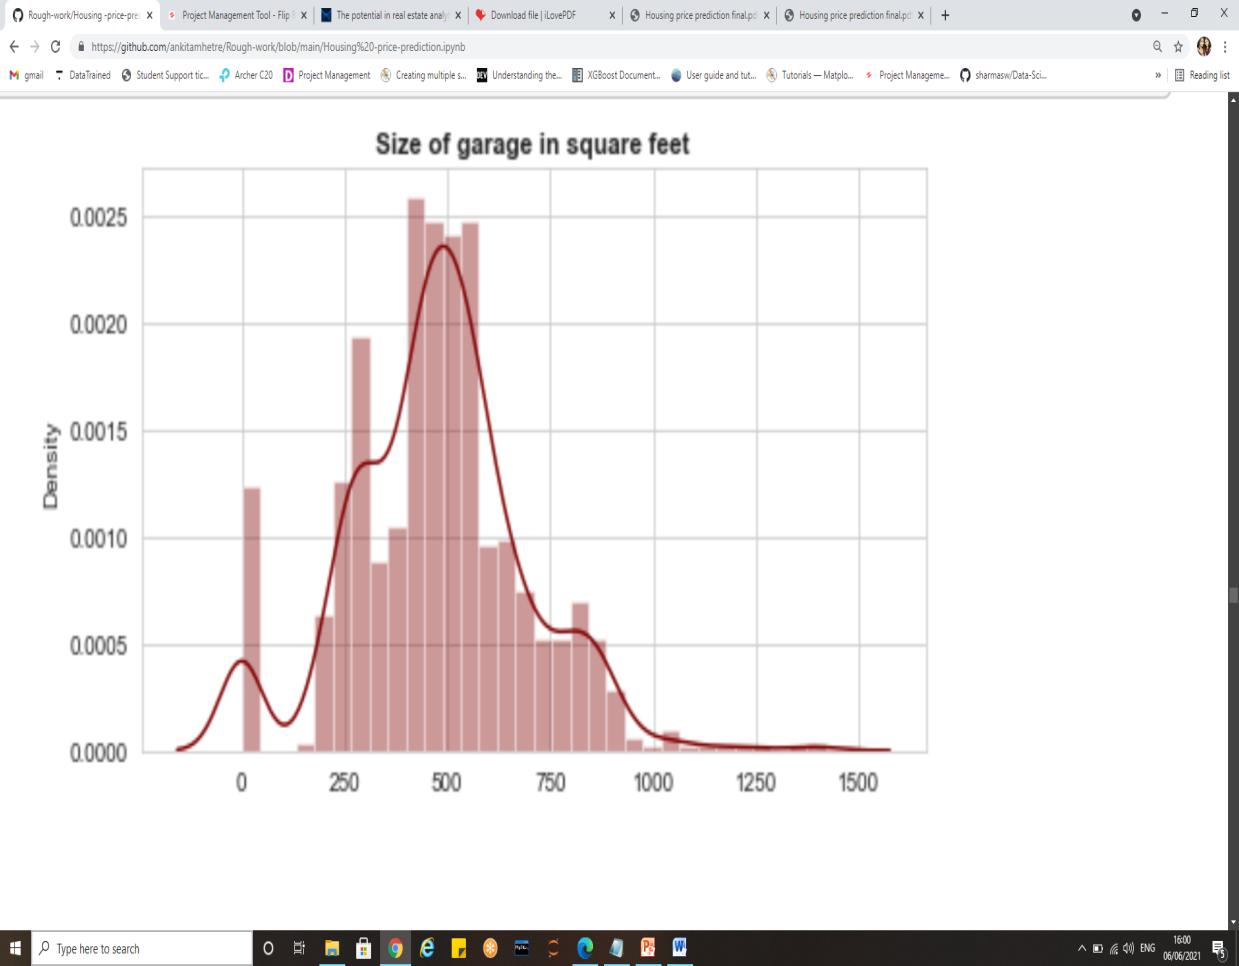 Rough-work/Housing -price-pre
Project Management Tool - Flip
The potential in real estate analy
Download file | iLovePDF
Housing price prediction final.pd
Housing price prediction final.pd
https://github.com/ankitamhetre/Rough-work/blob/main/Housing%20-price-prediction.ipynb
gmail
DataTrained
Student Support tic...
Archer C20
Project Management
Creating multiple s...
Understanding the...
XGBoost Document...
User guide and tut...
Tutorials — Matplo...
Project Manageme...
sharmasw/Data-Sci...
»
Reading list
Size of garage in square feet
Density
0.0025
0.0020
0.0015
0.0010
0.0005
0.0000
0 250 500 750 1000 1250 1500
Type here to search
ENG
16:00
06/06/2021
5